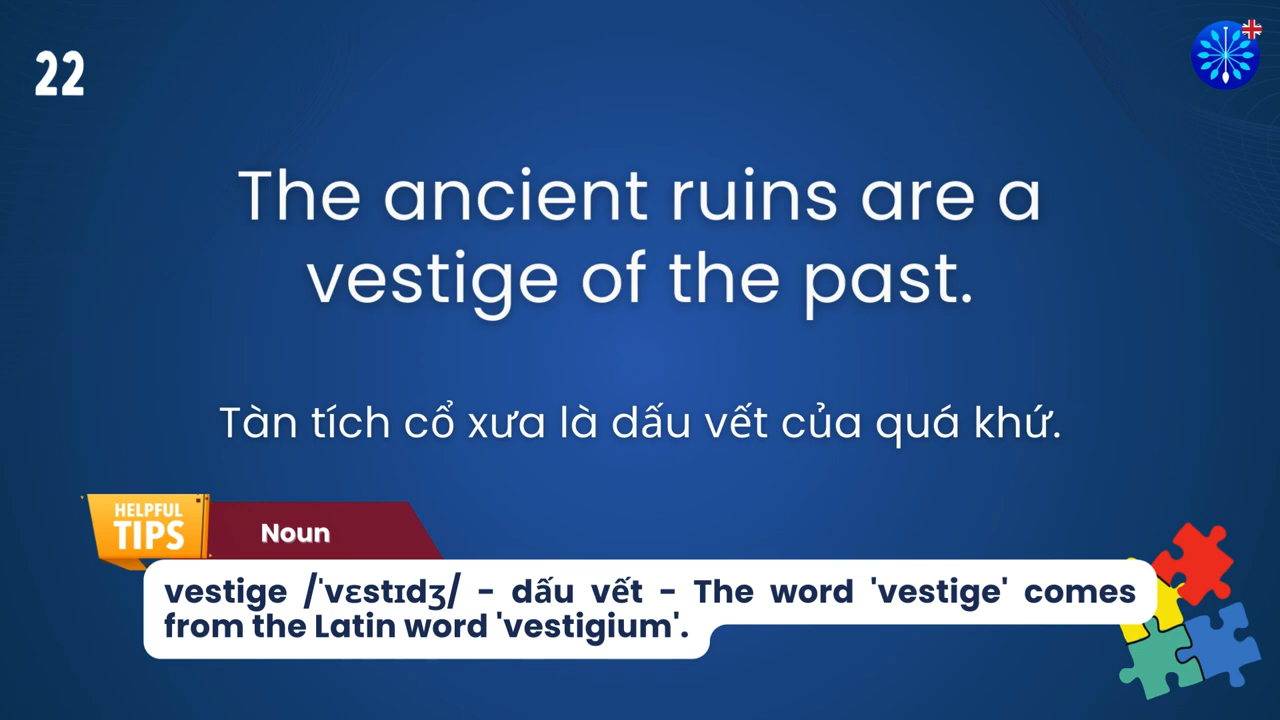 22
The ancient ruins are a
vestige of the past.
Tàn tích cổ xưa là dấu vết của quá khứ.
HELPFUL
TIPS
Noun
vestige /ˈvɛstɪdʒ/ - dấu vết - The word 'vestige' comes
from the Latin word 'vestigium'.